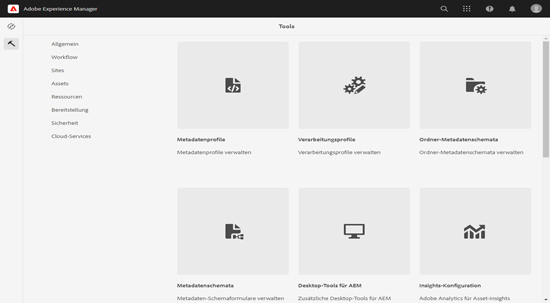 Adobe Experience Manager
Tools
Allgemein
Workflow
Sites
Assets
Ressourcen
Bereitstellung
Sicherheit
Cloud-Services
Metadatenprofile
Metadatenprofile verwalten
Verarbeitungsprofile
Verarbeitungsprofile verwalten
Ordner-Metadatenschemata
Ordner-Metadatenschemata verwalten
Metadatenschemata
Metadaten-Schemaformulare verwalten
Desktop-Tools für AEM
Zusätzliche Desktop-Tools für AEM
Insights-Konfiguration
Adobe Analytics für Asset-Insights